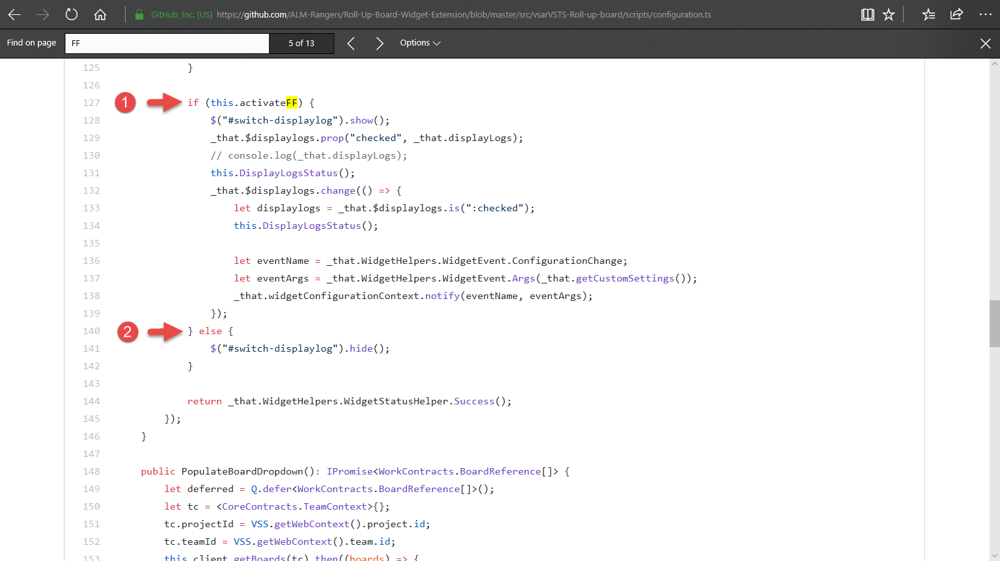 GitHub, Inc. [US] https://github.com/ALM-Rangers/Roll-Up-Board-Widget-Extension/blob/master/src/vsarVSTS-Roll-up-board/scripts/configuration.ts
Find on page FF 5 of 13 Options
125 }
126
1 127 if (this.activateFF) {
128 $("#switch-displaylog").show();
129 _that.$displaylogs.prop("checked", _that.displayLogs);
130 // console.log(_that.displayLogs);
131 this.DisplayLogsStatus();
132 _that.$displaylogs.change(() => {
133 let displaylogs = _that.$displaylogs.is(":checked");
134 this.DisplayLogsStatus();
135
136 let eventName = _that.WidgetHelpers.WidgetEvent.ConfigurationChange;
137 let eventArgs = _that.WidgetHelpers.WidgetEvent.Args(_that.getCustomSettings());
138 _that.widgetConfigurationContext.notify(eventName, eventArgs);
139 });
2 140 } else {
141 $("#switch-displaylog").hide();
142 }
143
144 return _that.WidgetHelpers.WidgetStatusHelper.Success();
145 });
146 }
147
148 public PopulateBoardDropdown(): IPromise<WorkContracts.BoardReference[]> {
149 let deferred = Q.defer<WorkContracts.BoardReference[]>();
150 let tc = <CoreContracts.TeamContext>{};
151 tc.projectId = VSS.getWebContext().project.id;
152 tc.teamId = VSS.getWebContext().team.id;
153 this.client.getBoards(tc).then((boards) => {